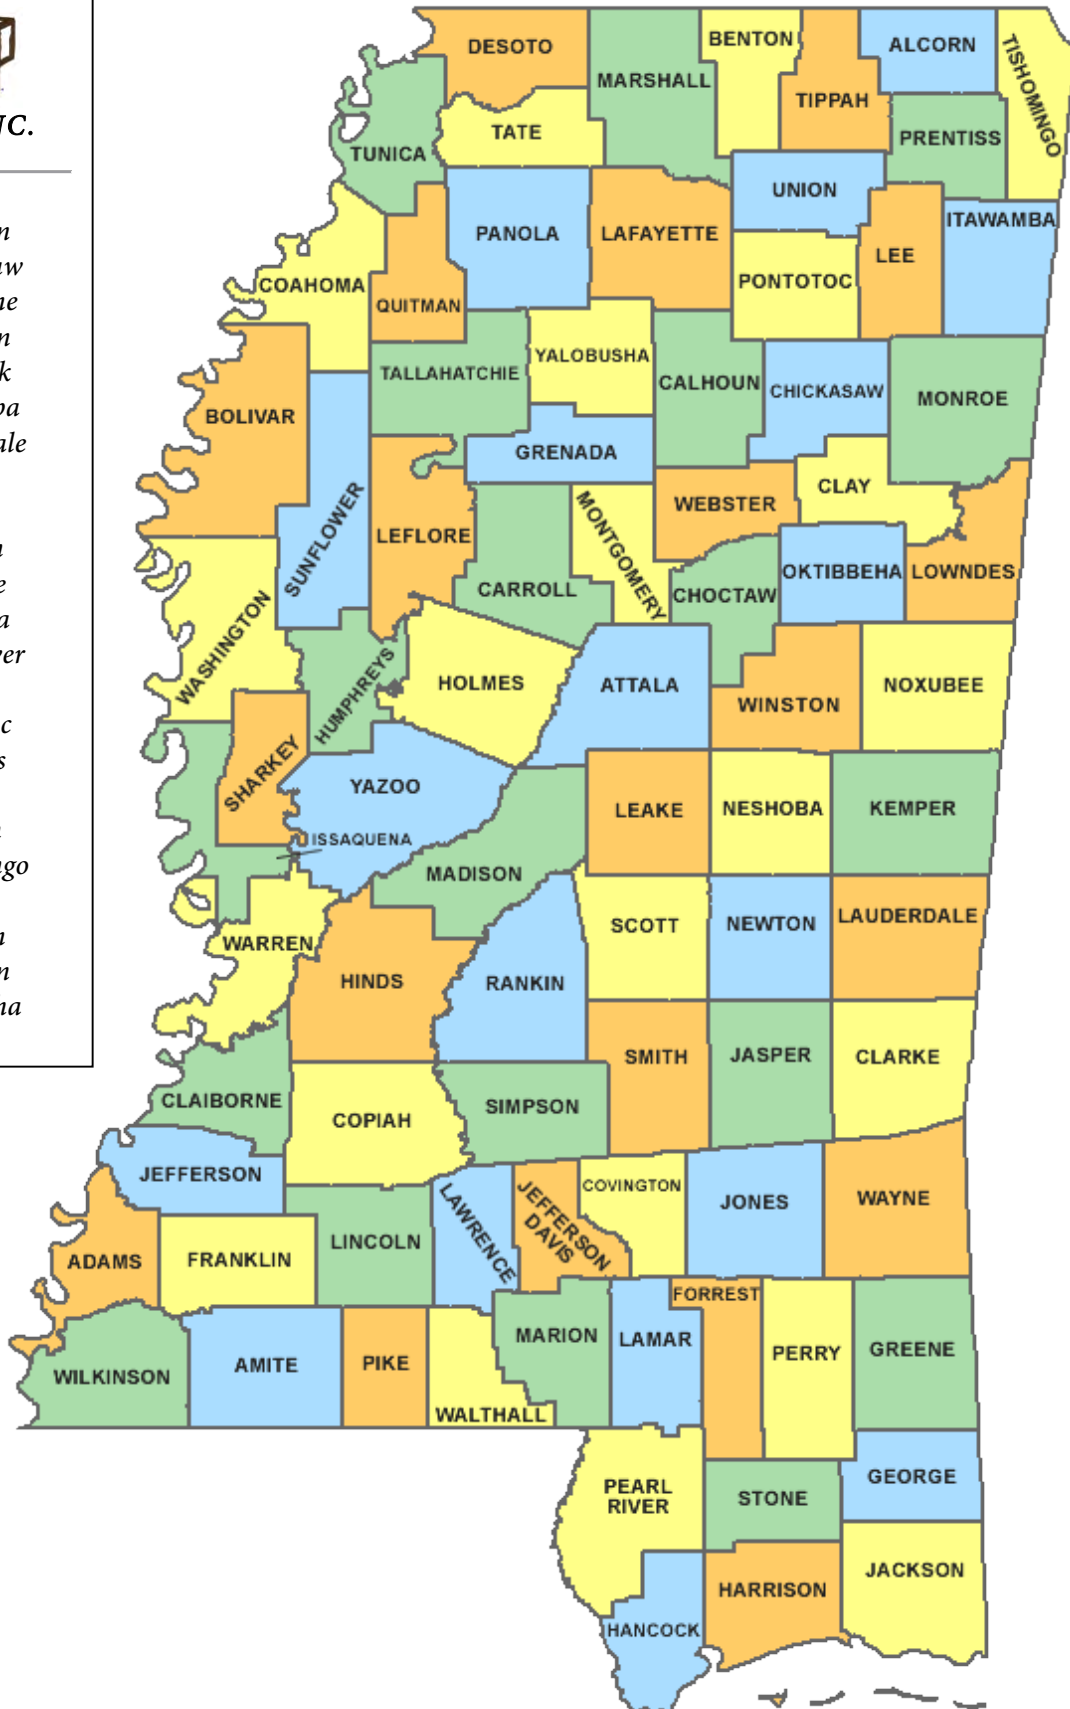 DESOTO
MARSHALL
BENTON
TIPPAH
ALCORN
TISHOMINGO
PRENTISS
TATE
TUNICA
UNION
ITAWAMBA
PANOLA
LAFAYETTE
LEE
PONTOTOC
COAHOMA
QUITMAN
YALOBUSHA
TALLAHATCHIE
CALHOUN
CHICKASAW
MONROE
BOLIVAR
GRENADA
CLAY
WEBSTER
SUNFLOWER
LEFLORE
MONTGOMERY
OKTIBBEHA
LOWNDES
CARROLL
CHOCTAW
WASHINGTON
HUMPHREYS
HOLMES
ATTALA
WINSTON
NOXUBEE
SHARKEY
YAZOO
LEAKE
NESHOBA
KEMPER
ISSAQUENA
MADISON
SCOTT
NEWTON
LAUDERDALE
WARREN
HINDS
RANKIN
SMITH
JASPER
CLARKE
CLAIBORNE
COPIAH
SIMPSON
JEFFERSON
LAWRENCE
JEFFERSON
DAVIS
COVINGTON
JONES
WAYNE
ADAMS
FRANKLIN
LINCOLN
FORREST
WILKINSON
AMITE
PIKE
WALTHALL
MARION
LAMAR
PERRY
GREENE
PEARL
RIVER
STONE
GEORGE
HANCOCK
HARRISON
JACKSON